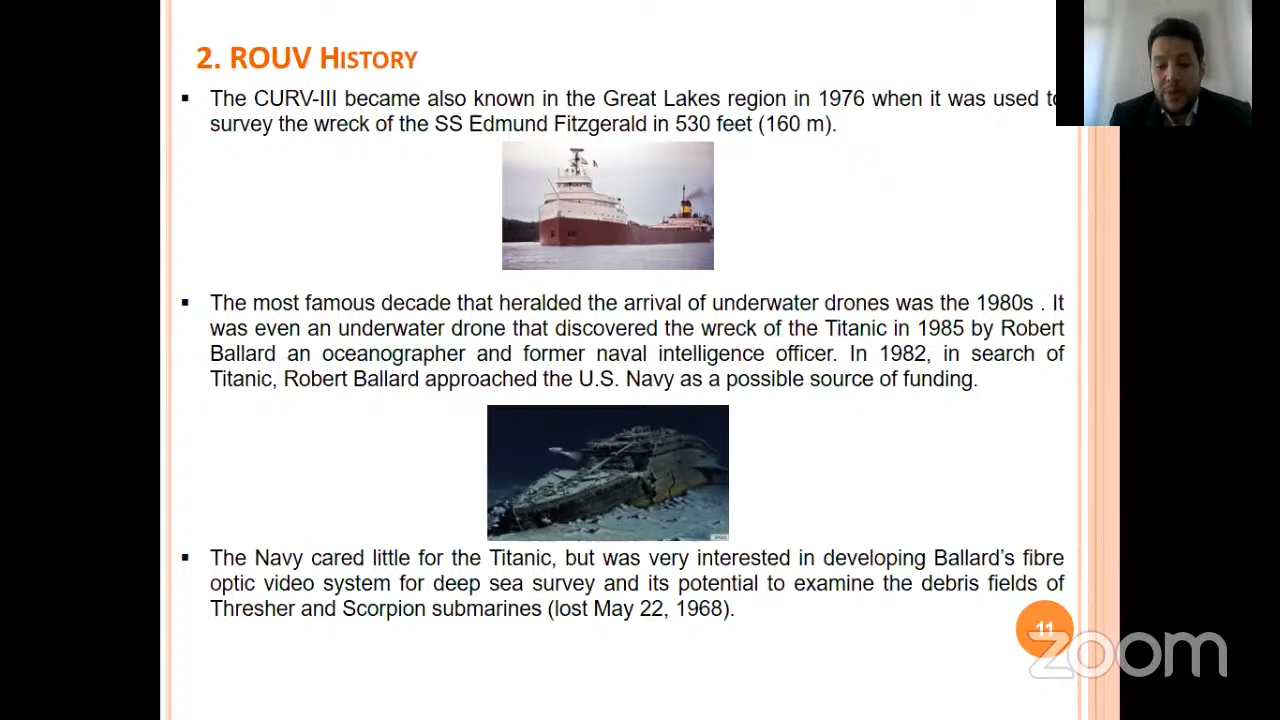 2. ROUV HISTORY
▪ The CURV-III became also known in the Great Lakes region in 1976 when it was used to
survey the wreck of the SS Edmund Fitzgerald in 530 feet (160 m).
▪ The most famous decade that heralded the arrival of underwater drones was the 1980s . It
was even an underwater drone that discovered the wreck of the Titanic in 1985 by Robert
Ballard an oceanographer and former naval intelligence officer. In 1982, in search of
Titanic, Robert Ballard approached the U.S. Navy as a possible source of funding.
▪ The Navy cared little for the Titanic, but was very interested in developing Ballard’s fibre
optic video system for deep sea survey and its potential to examine the debris fields of
Thresher and Scorpion submarines (lost May 22, 1968).
11
zoom